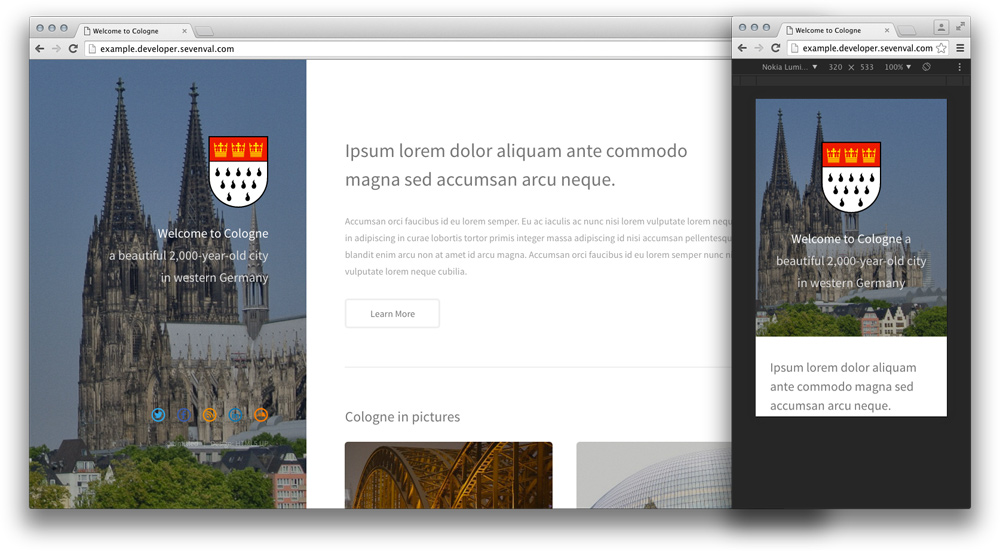 Welcome to Cologne
example.developer.sevenval.com
Welcome to Cologne
a beautiful 2,000-year-old city
in western Germany
Ipsum lorem dolor aliquam ante commodo
magna sed accumsan arcu neque.
Accumsan orci faucibus id eu lorem semper. Eu ac iaculis ac nunc nisi lorem vulputate lorem neq
in adipiscing in curae lobortis tortor primis integer massa adipiscing id nisi accumsan pellentesq
blandit enim arcu non at amet id arcu magna. Accumsan orci faucibus id eu lorem semper nunc n
vulputate lorem neque cubilia.
Learn More
Cologne in pictures
Welcome to Cologne
example.developer.sevenval.com
Nokia Lumi... 320 × 533 100%
Welcome to Cologne a
beautiful 2,000-year-old city
in western Germany
Ipsum lorem dolor aliquam
ante commodo magna sed
accumsan arcu neque.